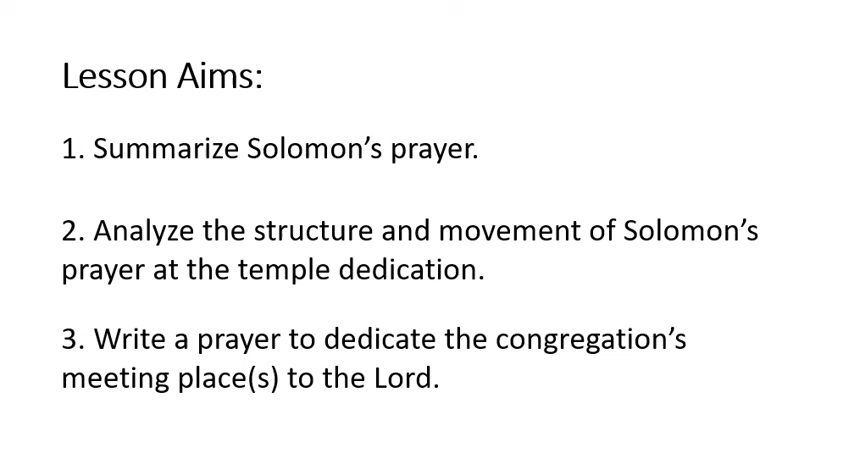 Lesson Aims:
1. Summarize Solomon’s prayer.
2. Analyze the structure and movement of Solomon’s
prayer at the temple dedication.
3. Write a prayer to dedicate the congregation’s
meeting place(s) to the Lord.